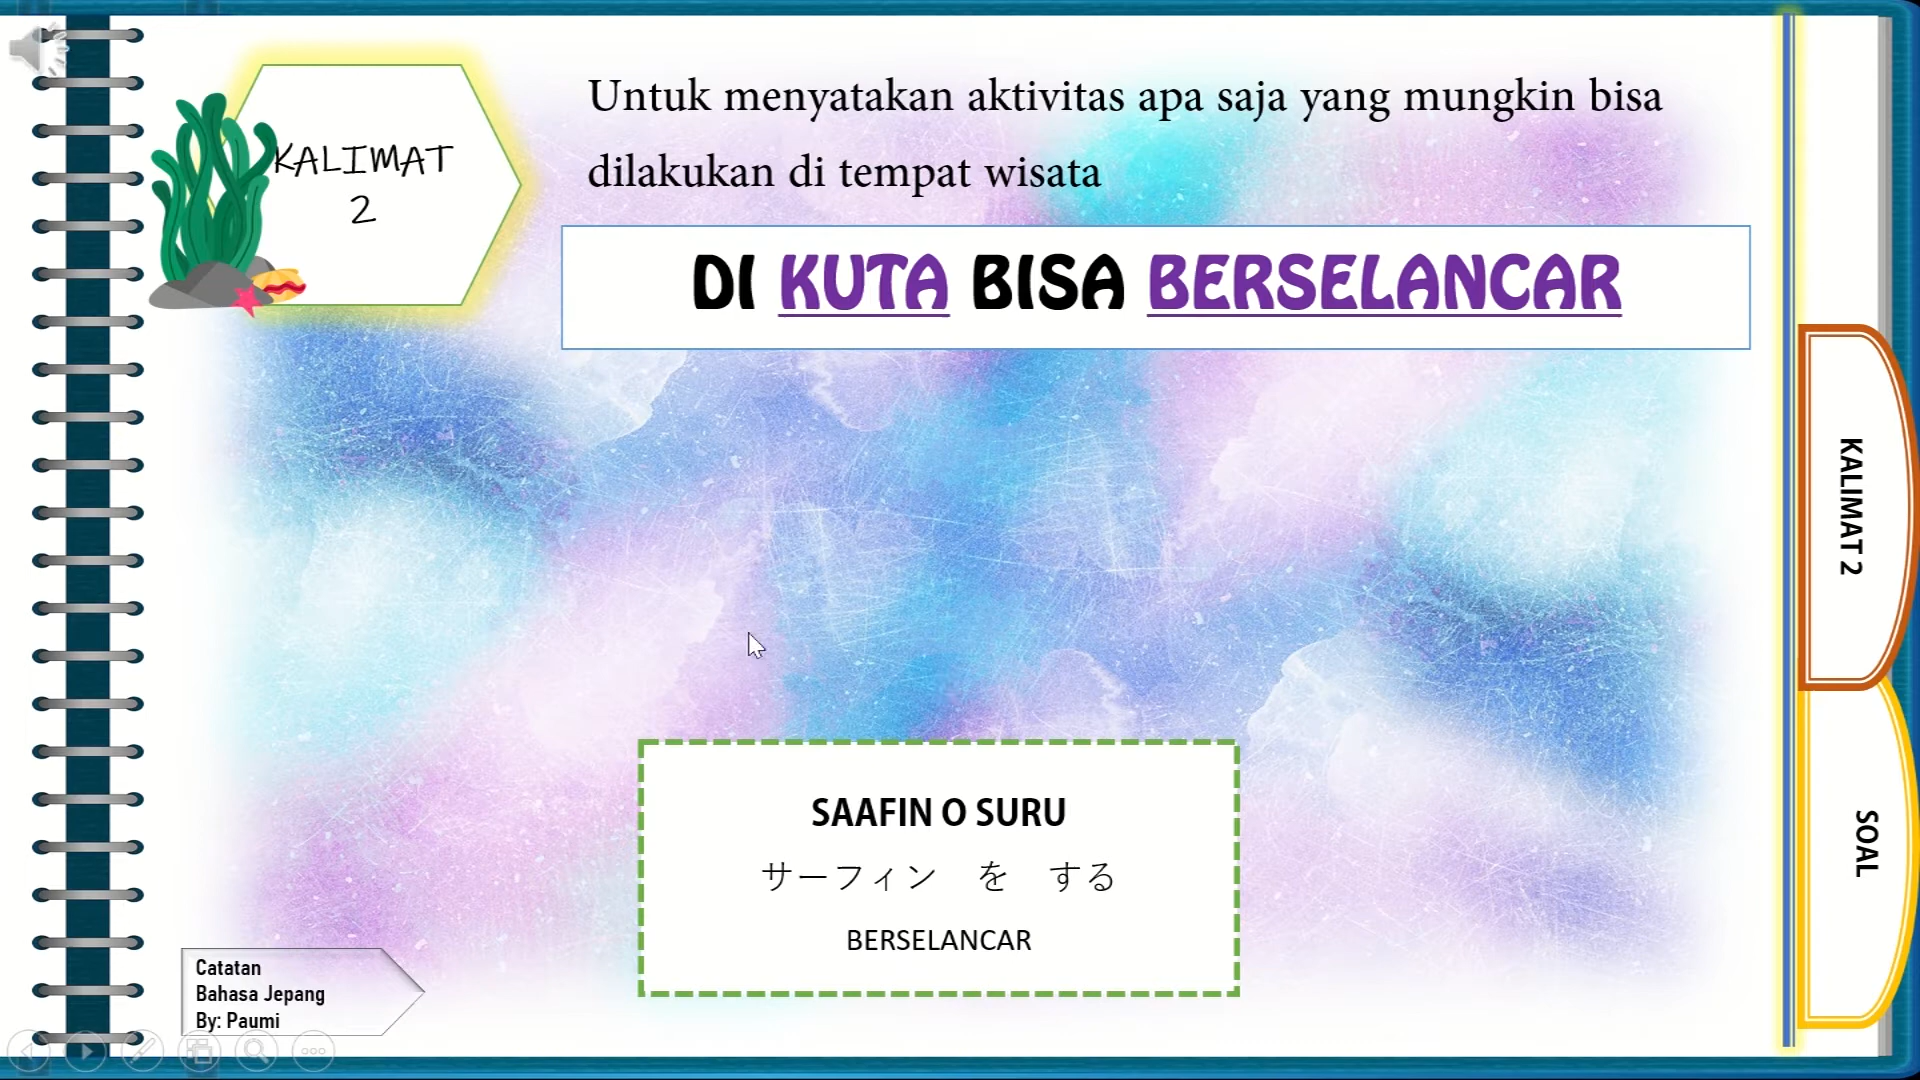 KALIMAT
2
Untuk menyatakan aktivitas apa saja yang mungkin bisa
dilakukan di tempat wisata
DI KUTA BISA BERSELANCAR
SAAFIN O SURU
サーフィン　を　する
BERSELANCAR
Catatan
Bahasa Jepang
By: Paumi
KALIMAT 2
SOAL